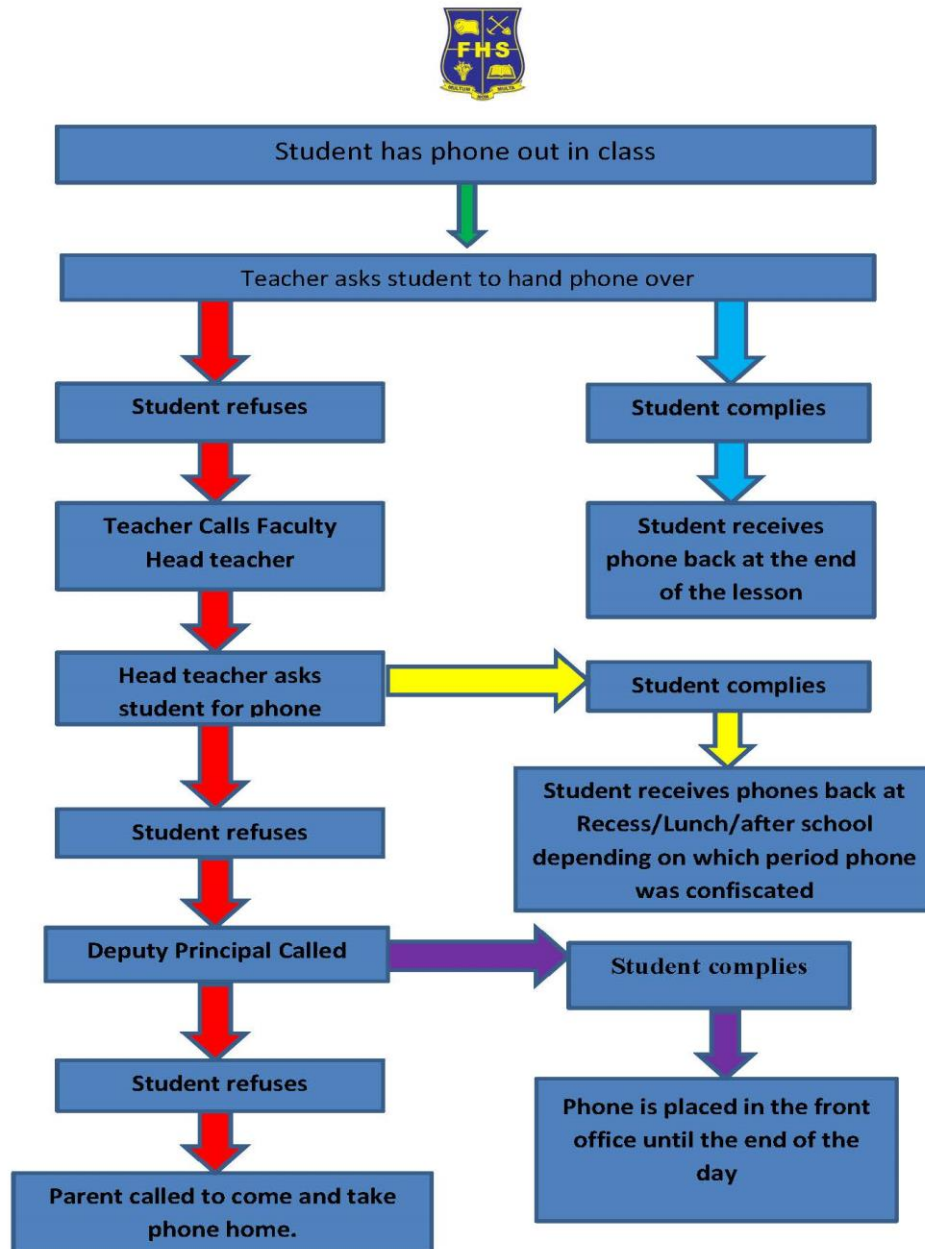 FHS
MULTUM NON MULTA
Student has phone out in class
Teacher asks student to hand phone over
Student refuses
Student complies
Teacher Calls Faculty
Head teacher
Student receives
phone back at the end
of the lesson
Head teacher asks
student for phone
Student complies
Student receives phones back at
Recess/Lunch/after school
depending on which period phone
was confiscated
Student refuses
Deputy Principal Called
Student complies
Student refuses
Phone is placed in the front
office until the end of the
day
Parent called to come and take
phone home.